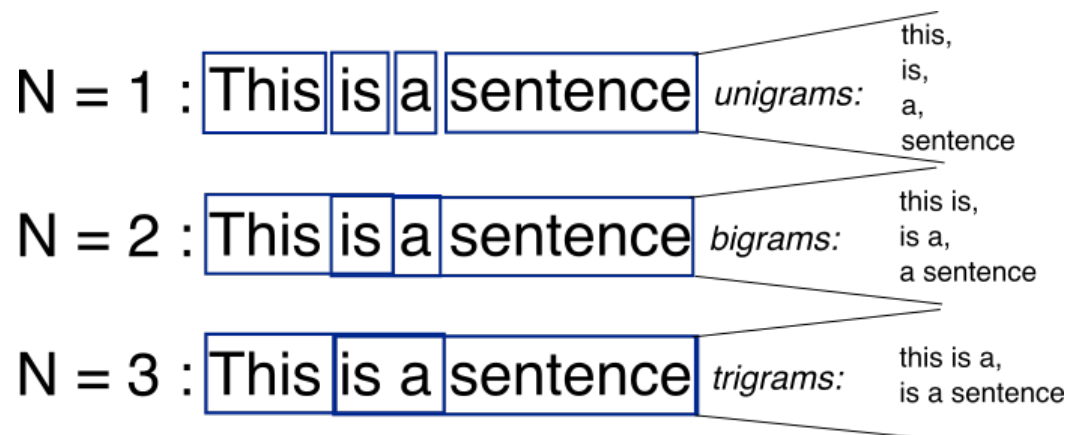 N = 1 : This is a sentence unigrams:
this,
is,
a,
sentence
N = 2 : This is a sentence bigrams:
this is,
is a,
a sentence
N = 3 : This is a sentence trigrams:
this is a,
is a sentence